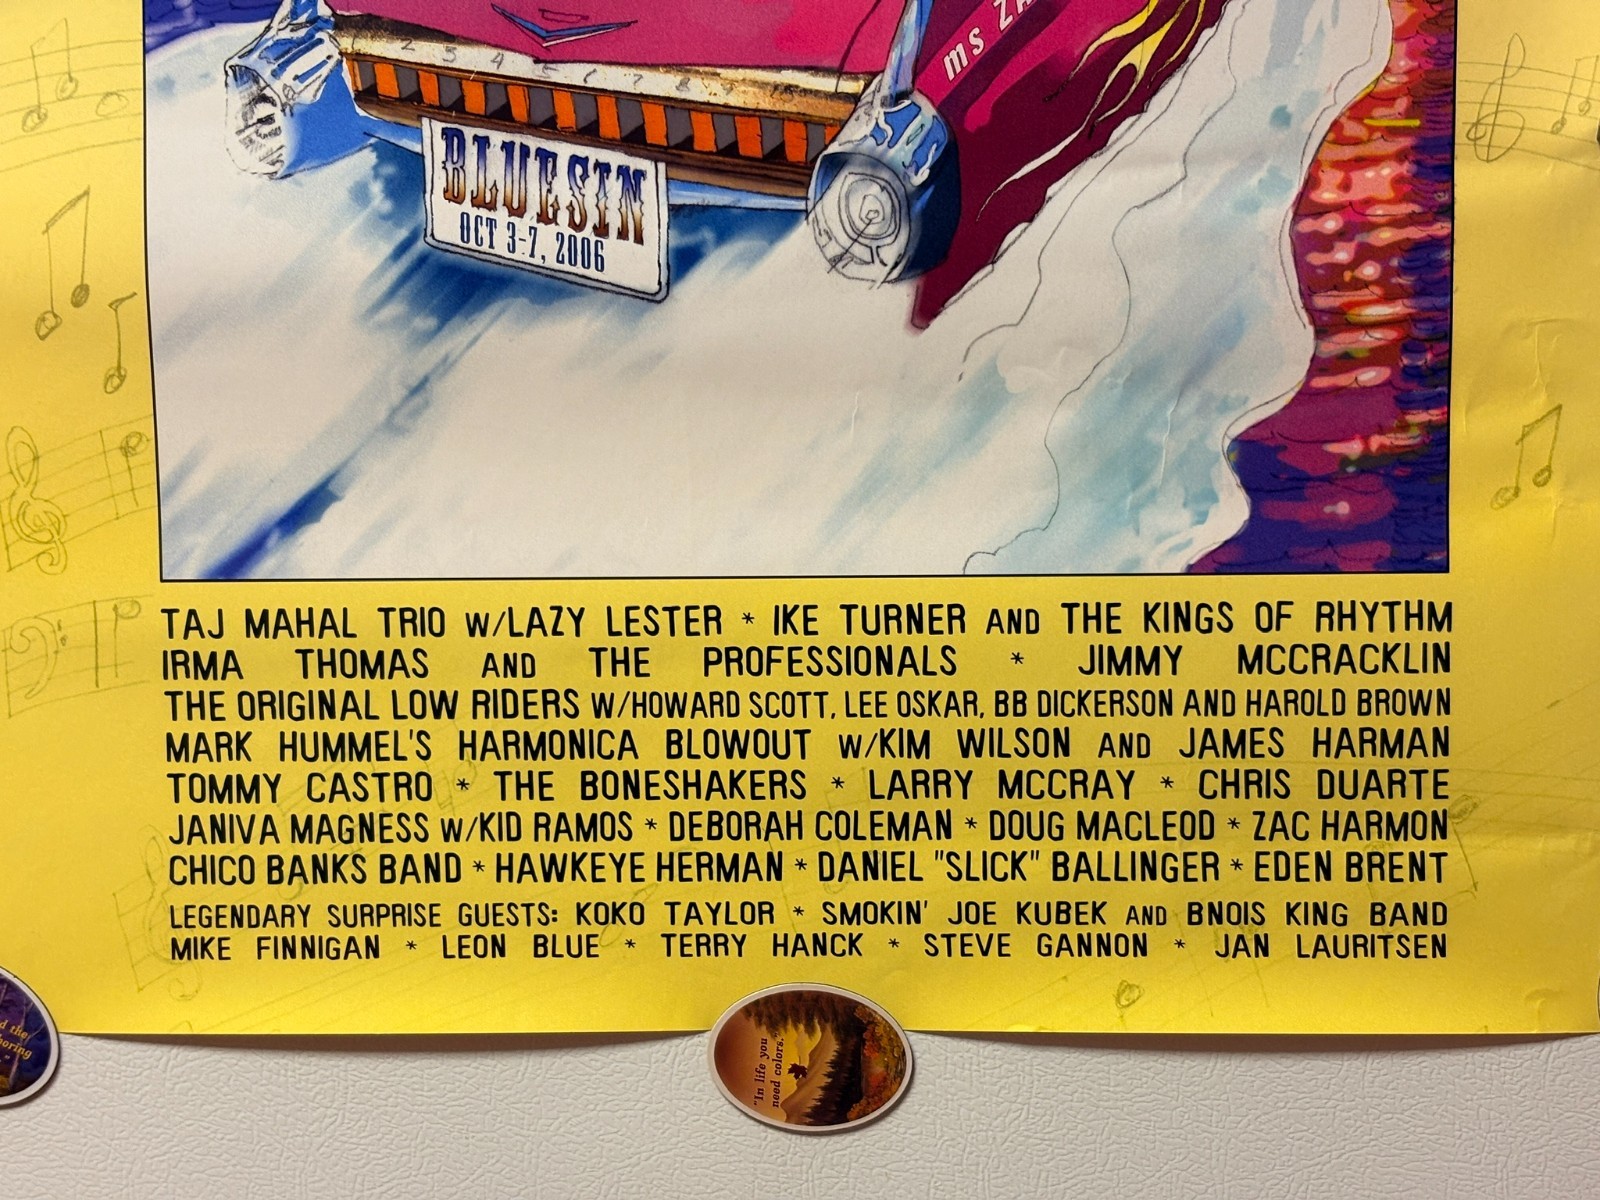 ms ZA
1 2 3 4 5 6 7 8 9 10
BLUESIN
OCT 3-7, 2006
TAJ MAHAL TRIO W/LAZY LESTER * IKE TURNER AND THE KINGS OF RHYTHM
IRMA THOMAS AND THE PROFESSIONALS * JIMMY MCCRACKLIN
THE ORIGINAL LOW RIDERS W/HOWARD SCOTT, LEE OSKAR, BB DICKERSON AND HAROLD BROWN
MARK HUMMEL'S HARMONICA BLOWOUT W/KIM WILSON AND JAMES HARMAN
TOMMY CASTRO * THE BONESHAKERS * LARRY MCCRAY * CHRIS DUARTE
JANIVA MAGNESS W/KID RAMOS * DEBORAH COLEMAN * DOUG MACLEOD * ZAC HARMON
CHICO BANKS BAND * HAWKEYE HERMAN * DANIEL "SLICK" BALLINGER * EDEN BRENT
LEGENDARY SURPRISE GUESTS: KOKO TAYLOR * SMOKIN' JOE KUBEK AND BNOIS KING BAND
MIKE FINNIGAN * LEON BLUE * TERRY HANCK * STEVE GANNON * JAN LAURITSEN
d the
horing
"In life you
need colors."